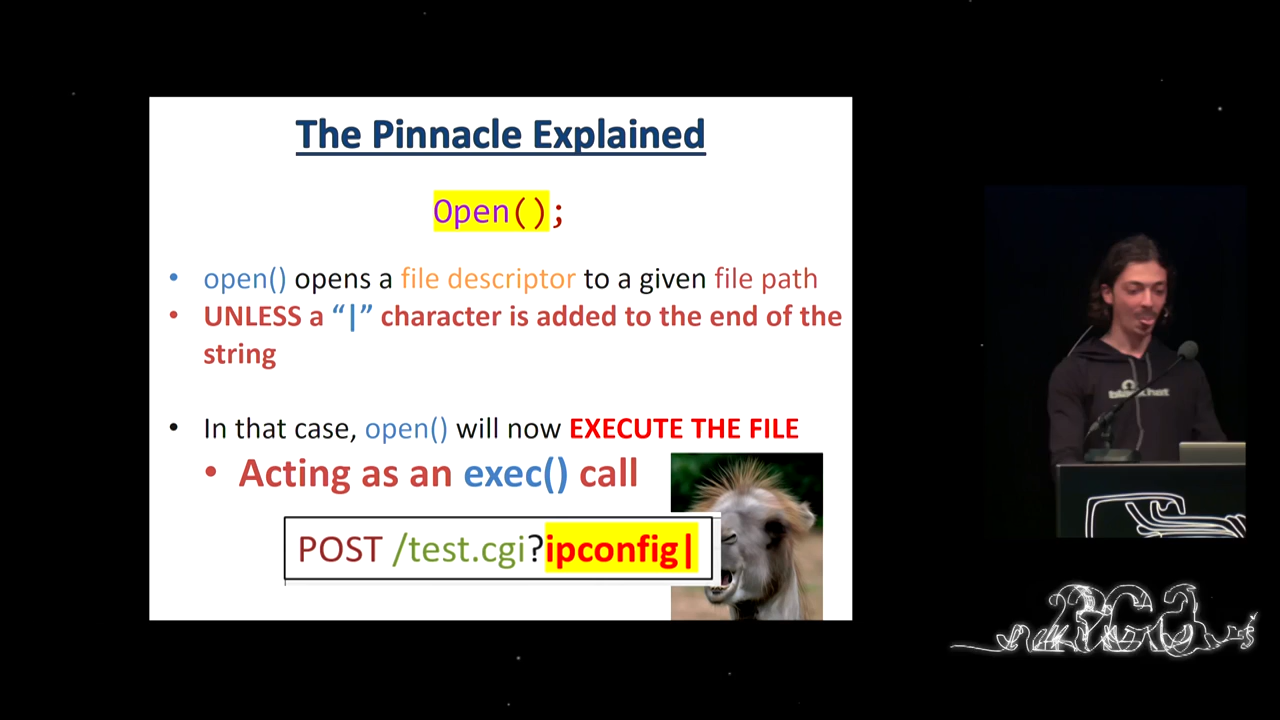 The Pinnacle Explained
Open();
• open() opens a file descriptor to a given file path
• UNLESS a “|” character is added to the end of the
string
• In that case, open() will now EXECUTE THE FILE
• Acting as an exec() call
POST /test.cgi?ipconfig|